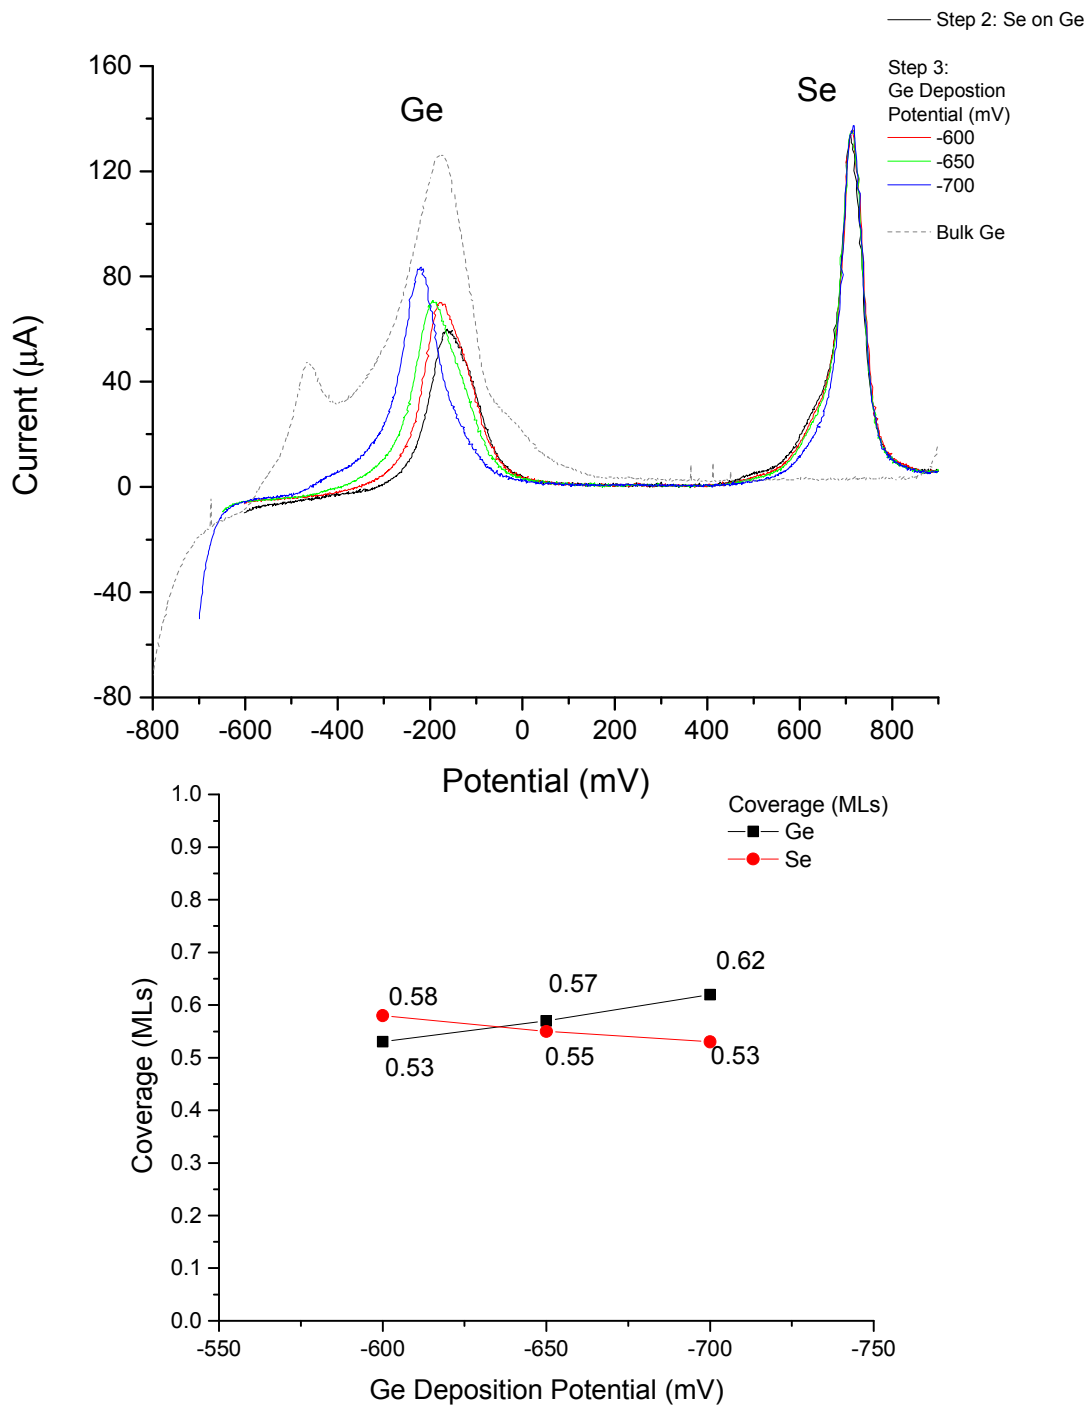 Step 2: Se on Ge
Step 3:
Ge Depostion
Potential (mV)
-600
-650
-700
Bulk Ge
Ge
Se
160
120
80
40
0
-40
-80
Current (µA)
-800 -600 -400 -200 0 200 400 600 800
Potential (mV)
Coverage (MLs)
Ge
Se
1.0
0.9
0.8
0.7
0.6
0.5
0.4
0.3
0.2
0.1
0.0
Coverage (MLs)
0.58 0.57 0.62
0.53 0.55 0.53
-550 -600 -650 -700 -750
Ge Deposition Potential (mV)